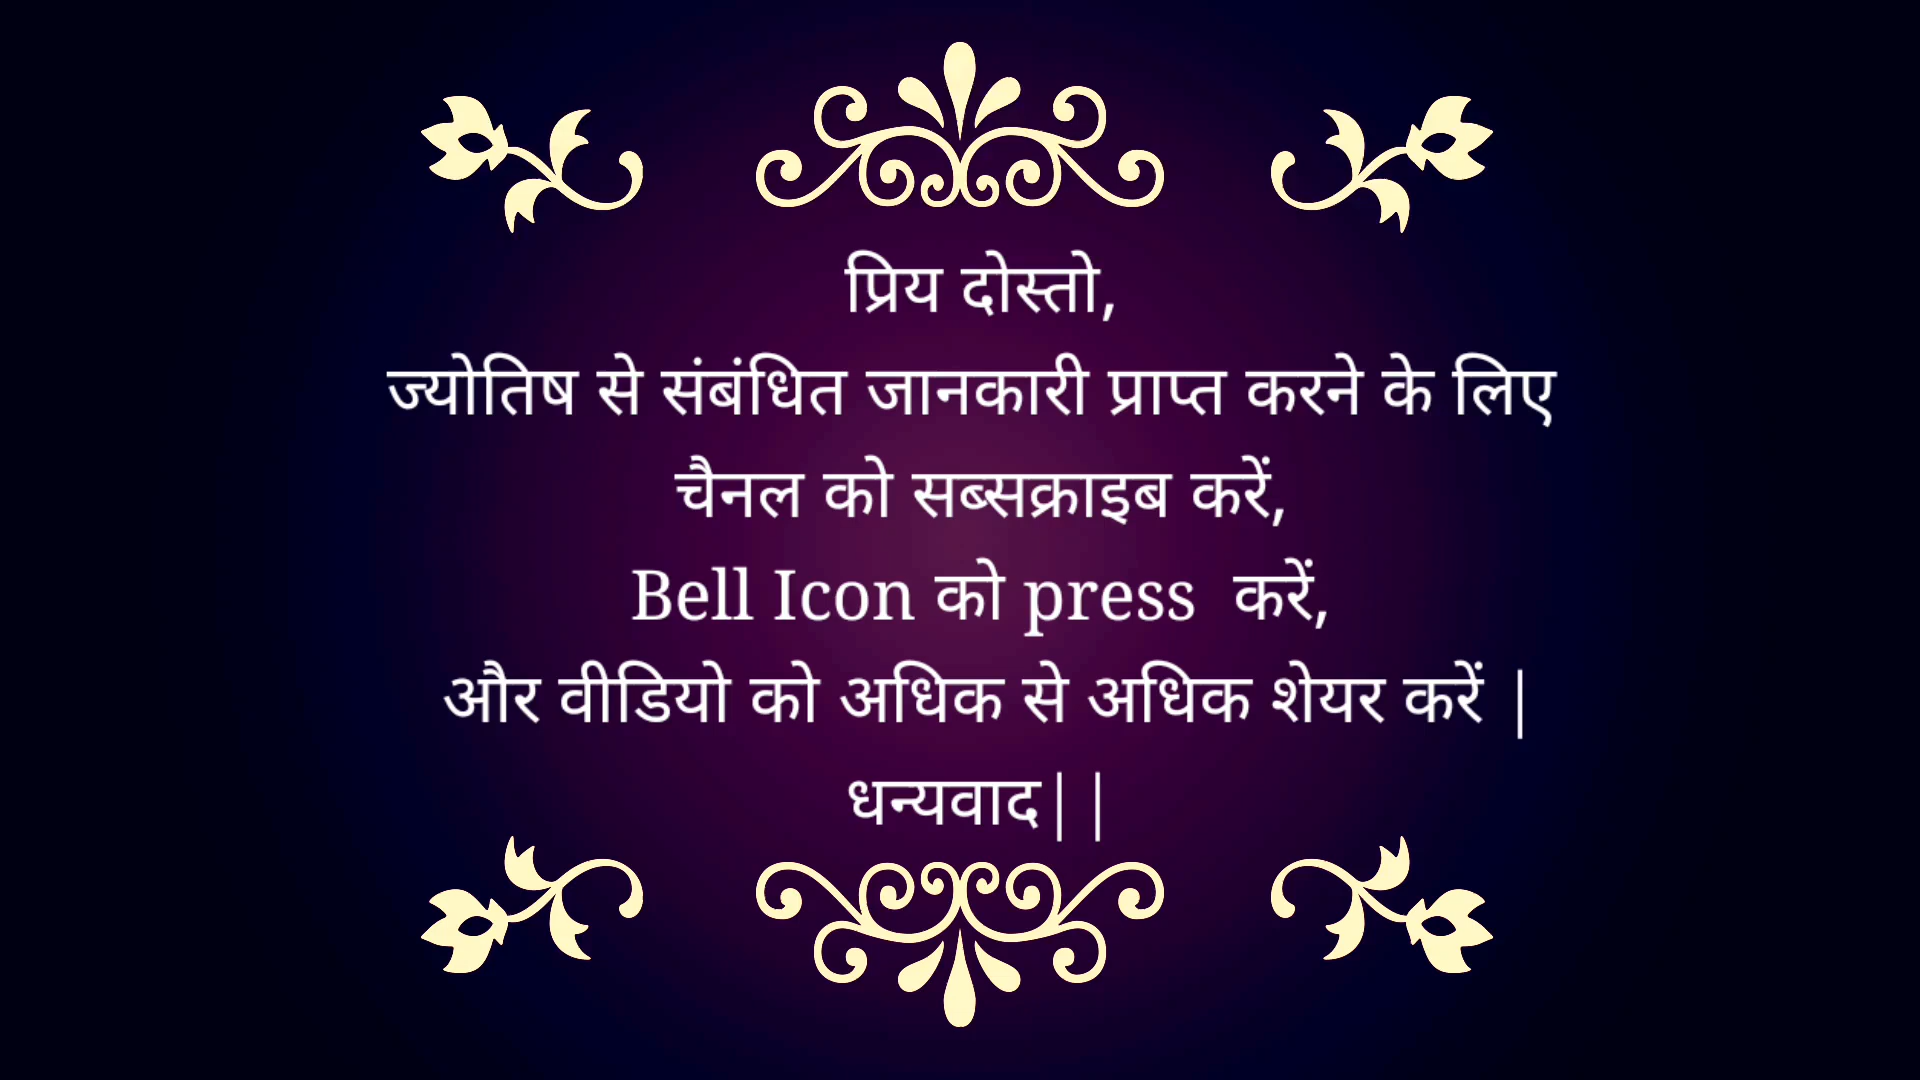 प्रिय दोस्तो,
ज्योतिष से संबंधित जानकारी प्राप्त करने के लिए
चैनल को सब्सक्राइब करें,
Bell Icon को press  करें,
और वीडियो को अधिक से अधिक शेयर करें |
धन्यवाद||